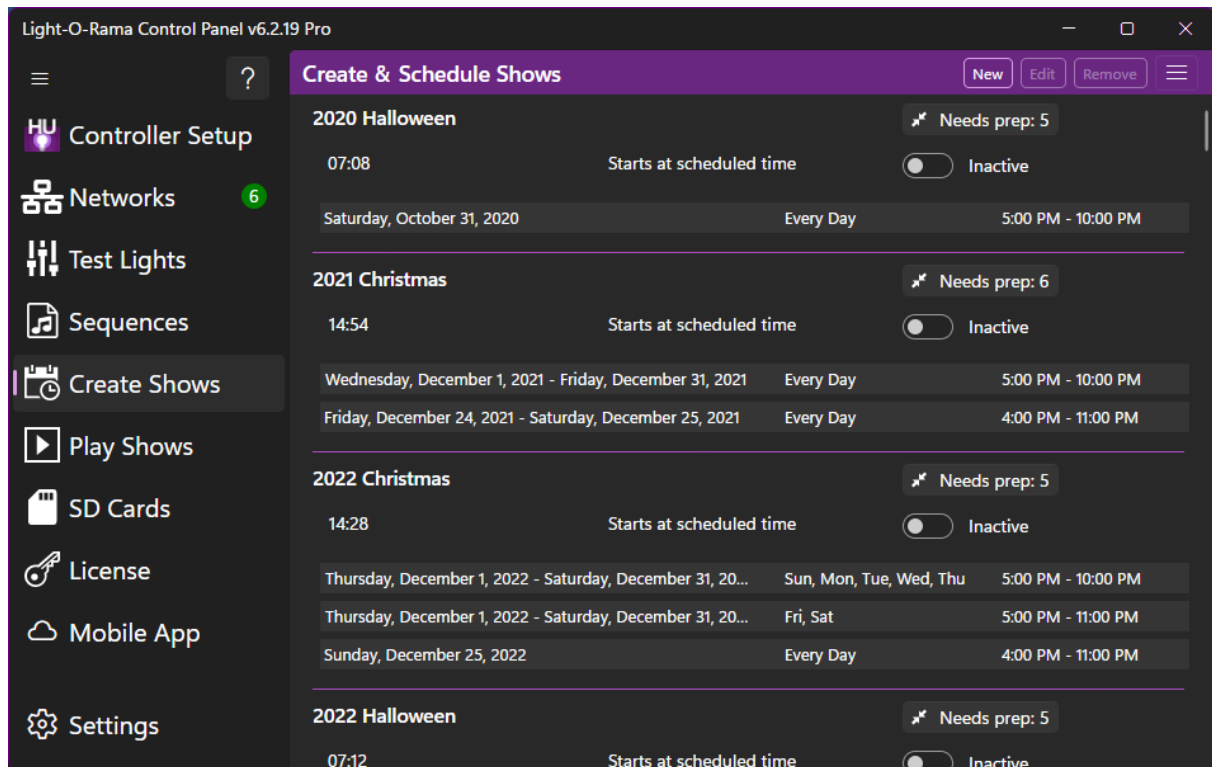 Light-O-Rama Control Panel v6.2.19 Pro
?
Create & Schedule Shows
New Edit Remove
HU Controller Setup
Networks 6
Test Lights
Sequences
Create Shows
Play Shows
SD Cards
License
Mobile App
Settings
2020 Halloween Needs prep: 5
07:08 Starts at scheduled time Inactive
Saturday, October 31, 2020 Every Day 5:00 PM - 10:00 PM
2021 Christmas Needs prep: 6
14:54 Starts at scheduled time Inactive
Wednesday, December 1, 2021 - Friday, December 31, 2021 Every Day 5:00 PM - 10:00 PM
Friday, December 24, 2021 - Saturday, December 25, 2021 Every Day 4:00 PM - 11:00 PM
2022 Christmas Needs prep: 5
14:28 Starts at scheduled time Inactive
Thursday, December 1, 2022 - Saturday, December 31, 20... Sun, Mon, Tue, Wed, Thu 5:00 PM - 10:00 PM
Thursday, December 1, 2022 - Saturday, December 31, 20... Fri, Sat 5:00 PM - 11:00 PM
Sunday, December 25, 2022 Every Day 4:00 PM - 11:00 PM
2022 Halloween Needs prep: 5
07:12 Starts at scheduled time Inactive